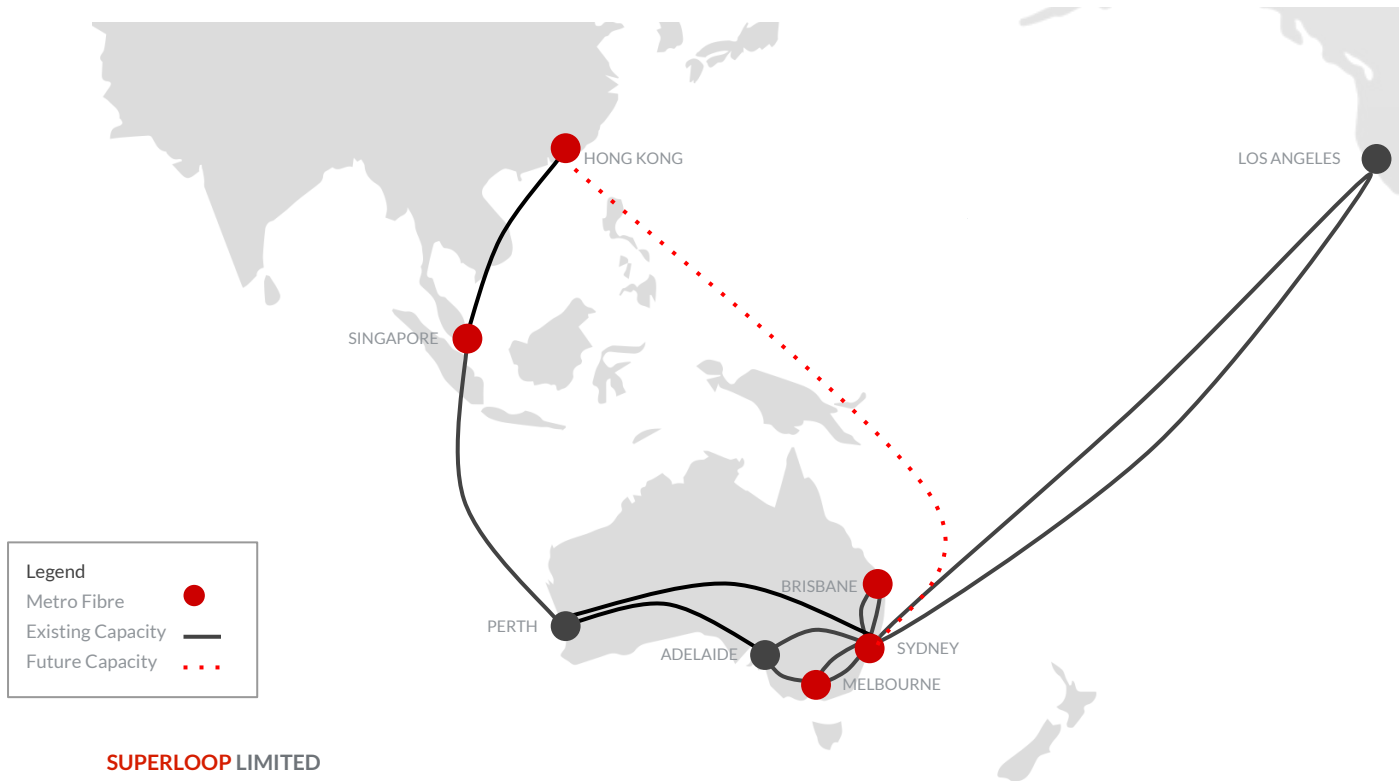 HONG KONG
LOS ANGELES
SINGAPORE
Legend
Metro Fibre
Existing Capacity
Future Capacity
BRISBANE
PERTH
ADELAIDE
SYDNEY
MELBOURNE
SUPERLOOP LIMITED